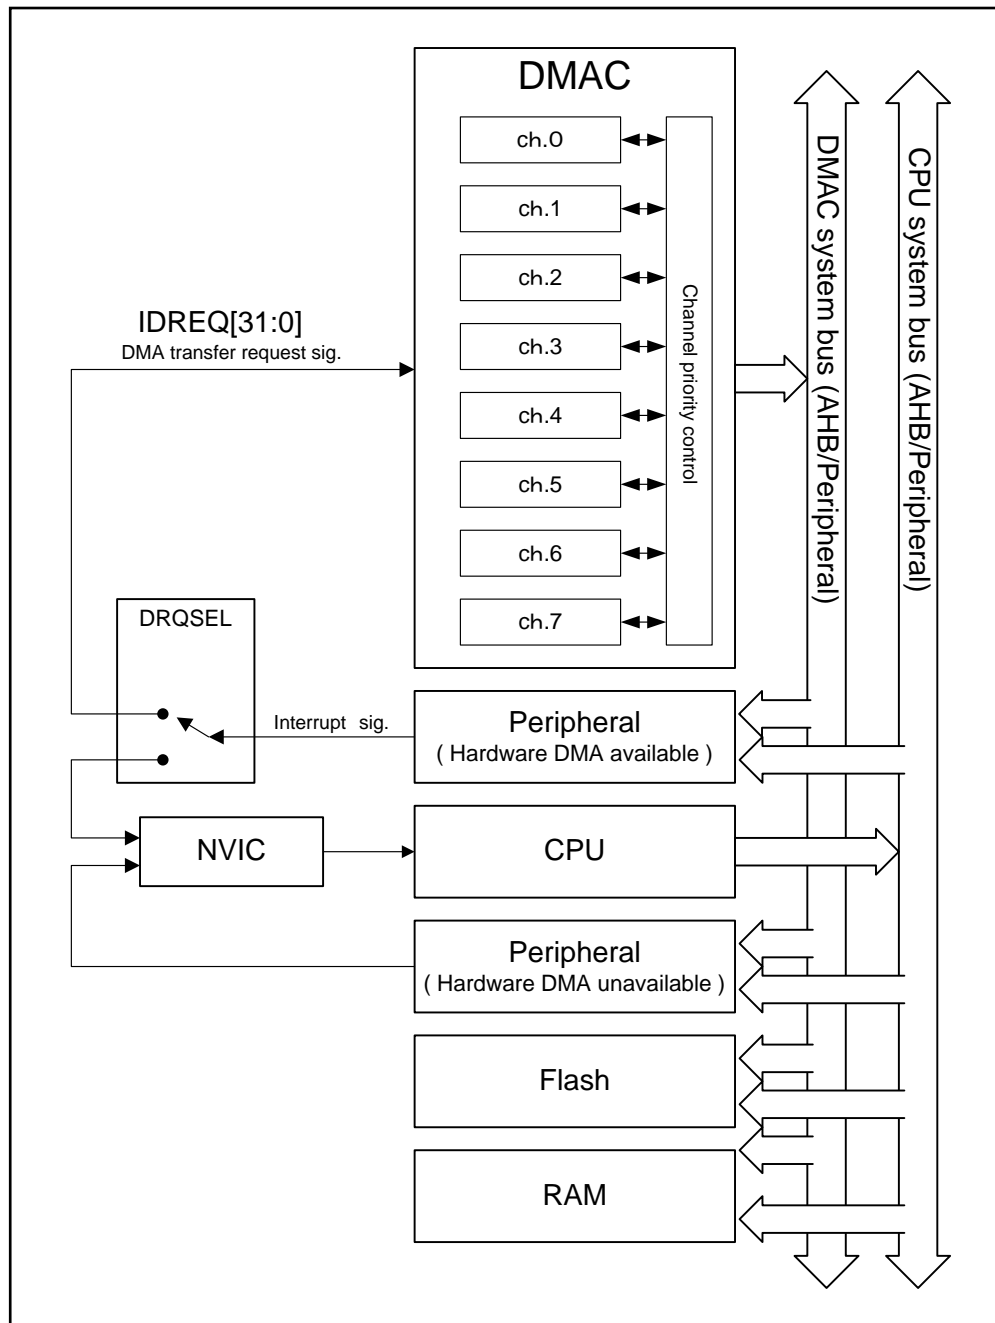 DMAC
ch.0
ch.1
ch.2
ch.3
ch.4
ch.5
ch.6
ch.7
Channel priority control
DMAC system bus (AHB/Peripheral)
CPU system bus (AHB/Peripheral)
IDREQ[31:0]
DMA transfer request sig.
DRQSEL
Interrupt sig.
Peripheral
( Hardware DMA available )
NVIC
CPU
Peripheral
( Hardware DMA unavailable )
Flash
RAM